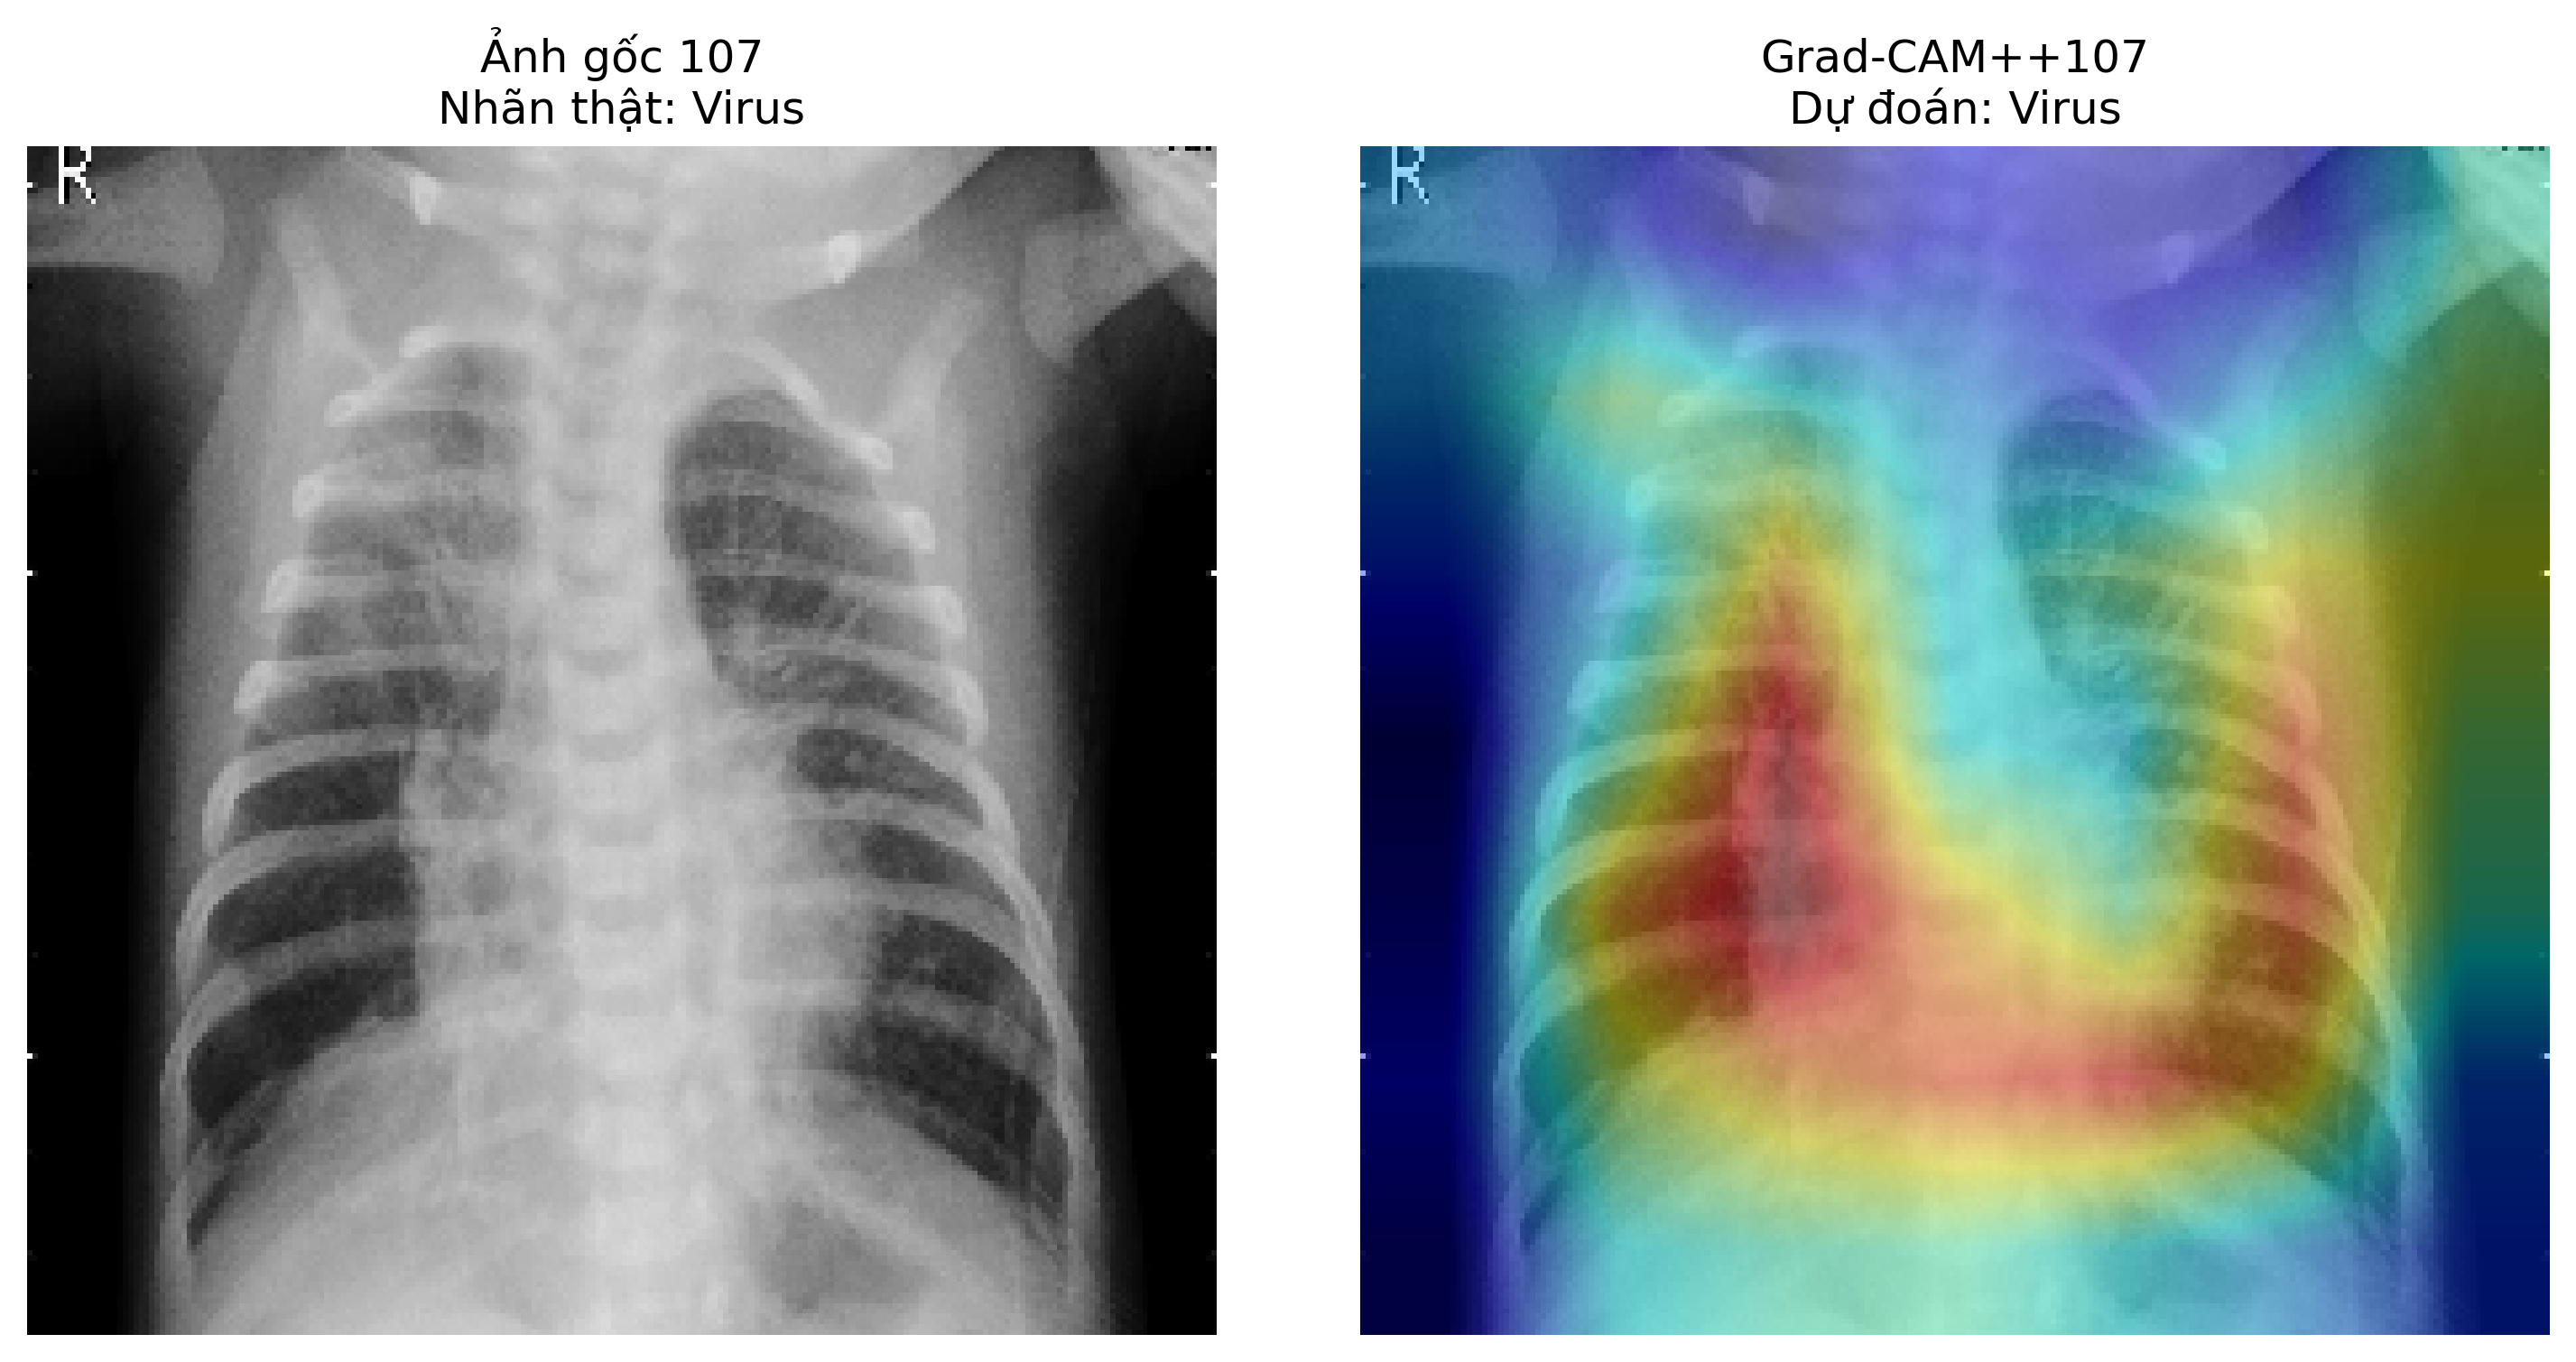 Ảnh gốc 107
Nhãn thật: Virus
Grad-CAM++107
Dự đoán: Virus
R
R